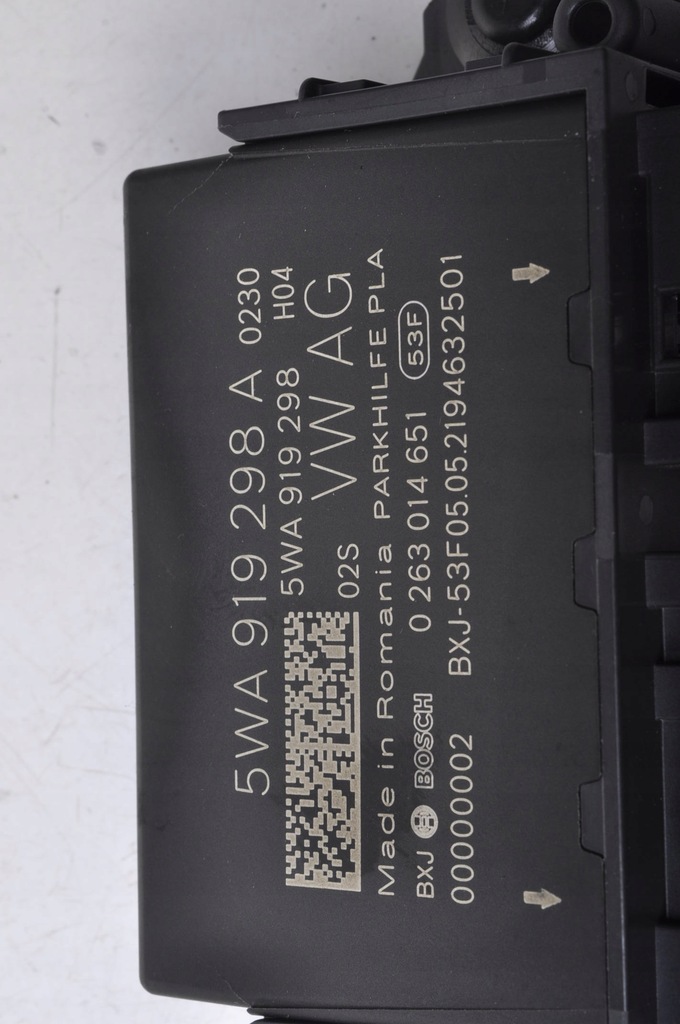 5WA 919 298 A 0230
5WA 919 298 H04
02S VW AG
Made in Romania PARKHILFE PLA
BXJ BOSCH 0 263 014 651 53F
00000002 BXJ-53F05.05.2194632501